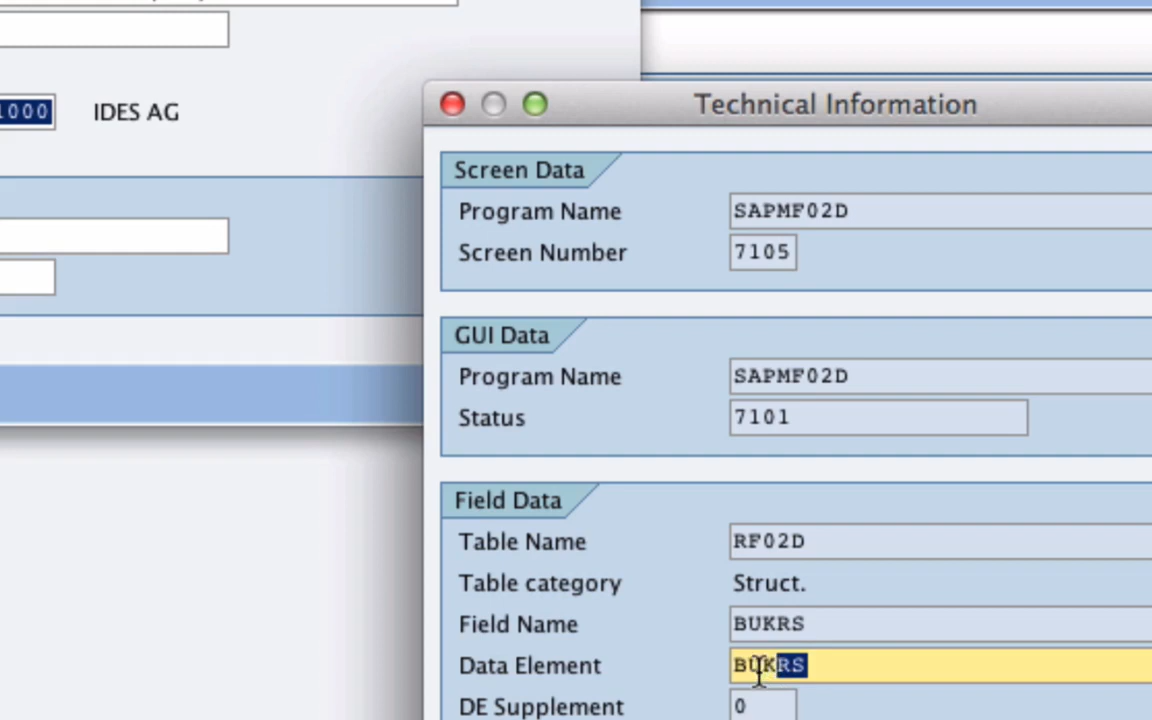 1000 IDES AG
Technical Information
Screen Data
Program Name SAPMF02D
Screen Number 7105
GUI Data
Program Name SAPMF02D
Status 7101
Field Data
Table Name RF02D
Table category Struct.
Field Name BUKRS
Data Element BUKRS
DE Supplement 0